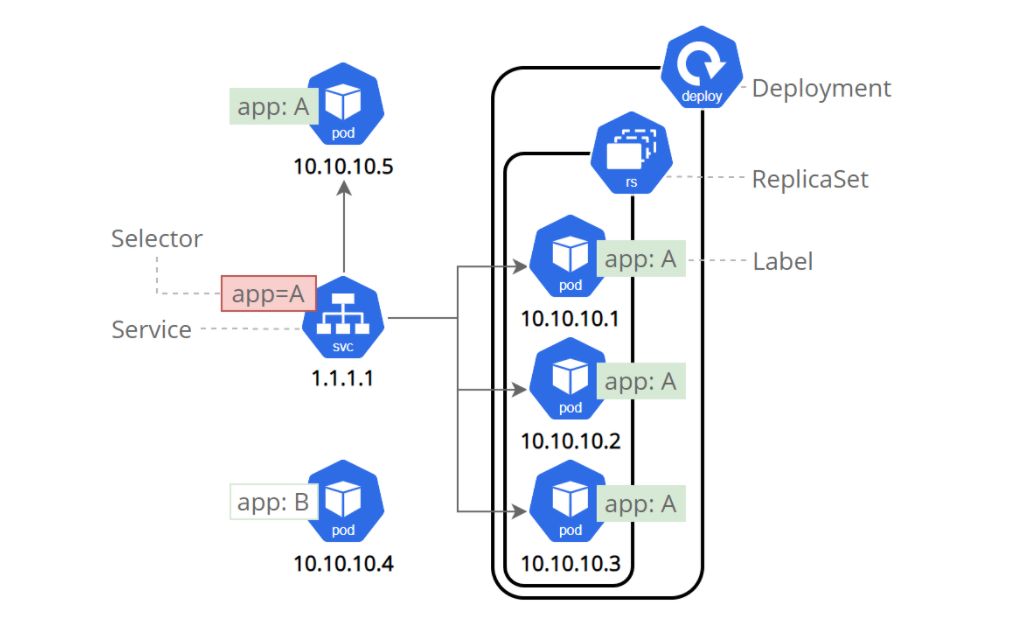 deploy
Deployment
app: A
pod
10.10.10.5
rs
ReplicaSet
Selector
app=A
Service
svc
1.1.1.1
app: A
Label
pod
10.10.10.1
app: A
pod
10.10.10.2
app: B
pod
10.10.10.4
app: A
pod
10.10.10.3